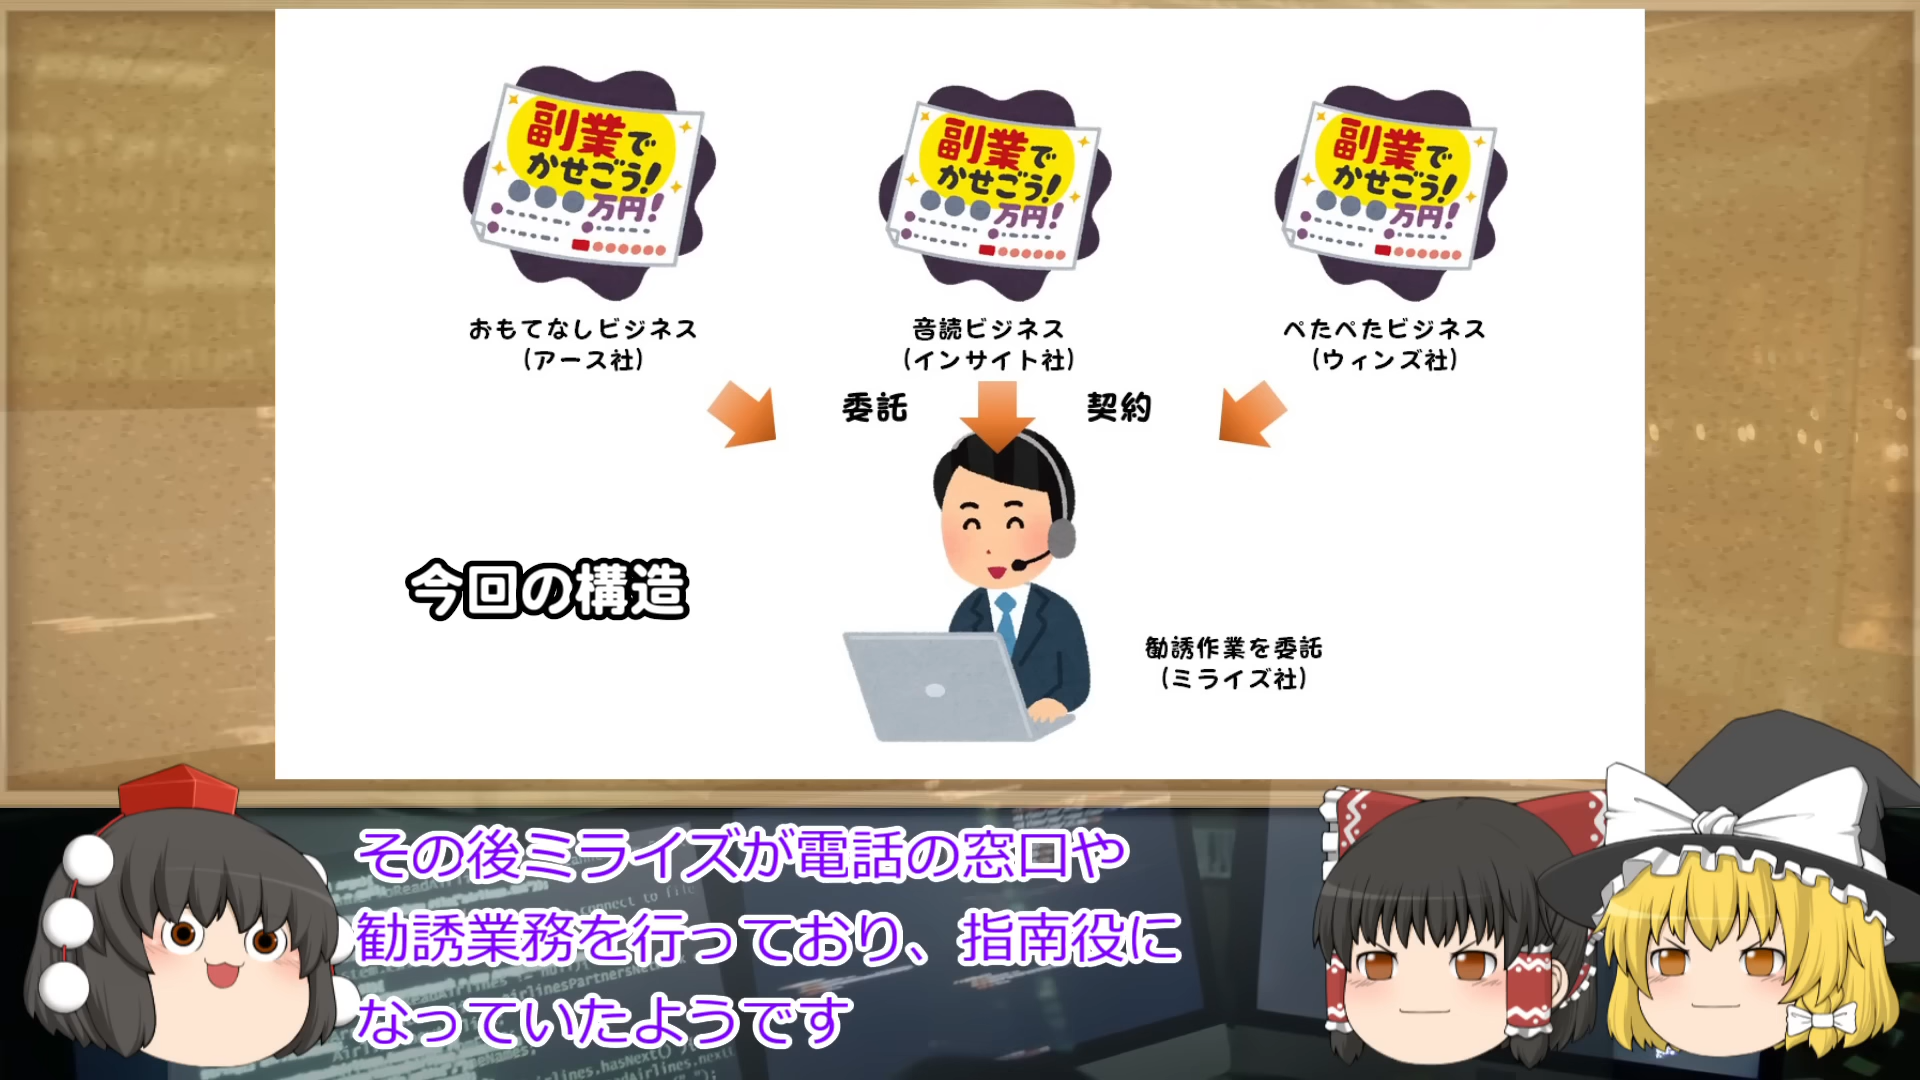 副業で
かせごう!
万円!
副業で
かせごう!
万円!
副業で
かせごう!
万円!
おもてなしビジネス
(アース社)
音読ビジネス
(インサイト社)
ぺたぺたビジネス
(ウィンズ社)
委託
契約
今回の構造
勧誘作業を委託
(ミライズ社)
その後ミライズが電話の窓口や
勧誘業務を行っており、指南役に
なっていたようです